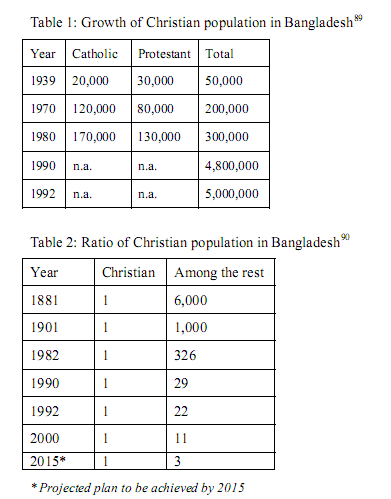 Table 1: Growth of Christian population in Bangladesh89
Year Catholic Protestant Total
1939 20,000 30,000 50,000
1970 120,000 80,000 200,000
1980 170,000 130,000 300,000
1990 n.a. n.a. 4,800,000
1992 n.a. n.a. 5,000,000
Table 2: Ratio of Christian population in Bangladesh90
Year Christian Among the rest
1881 1 6,000
1901 1 1,000
1982 1 326
1990 1 29
1992 1 22
2000 1 11
2015* 1 3
* Projected plan to be achieved by 2015